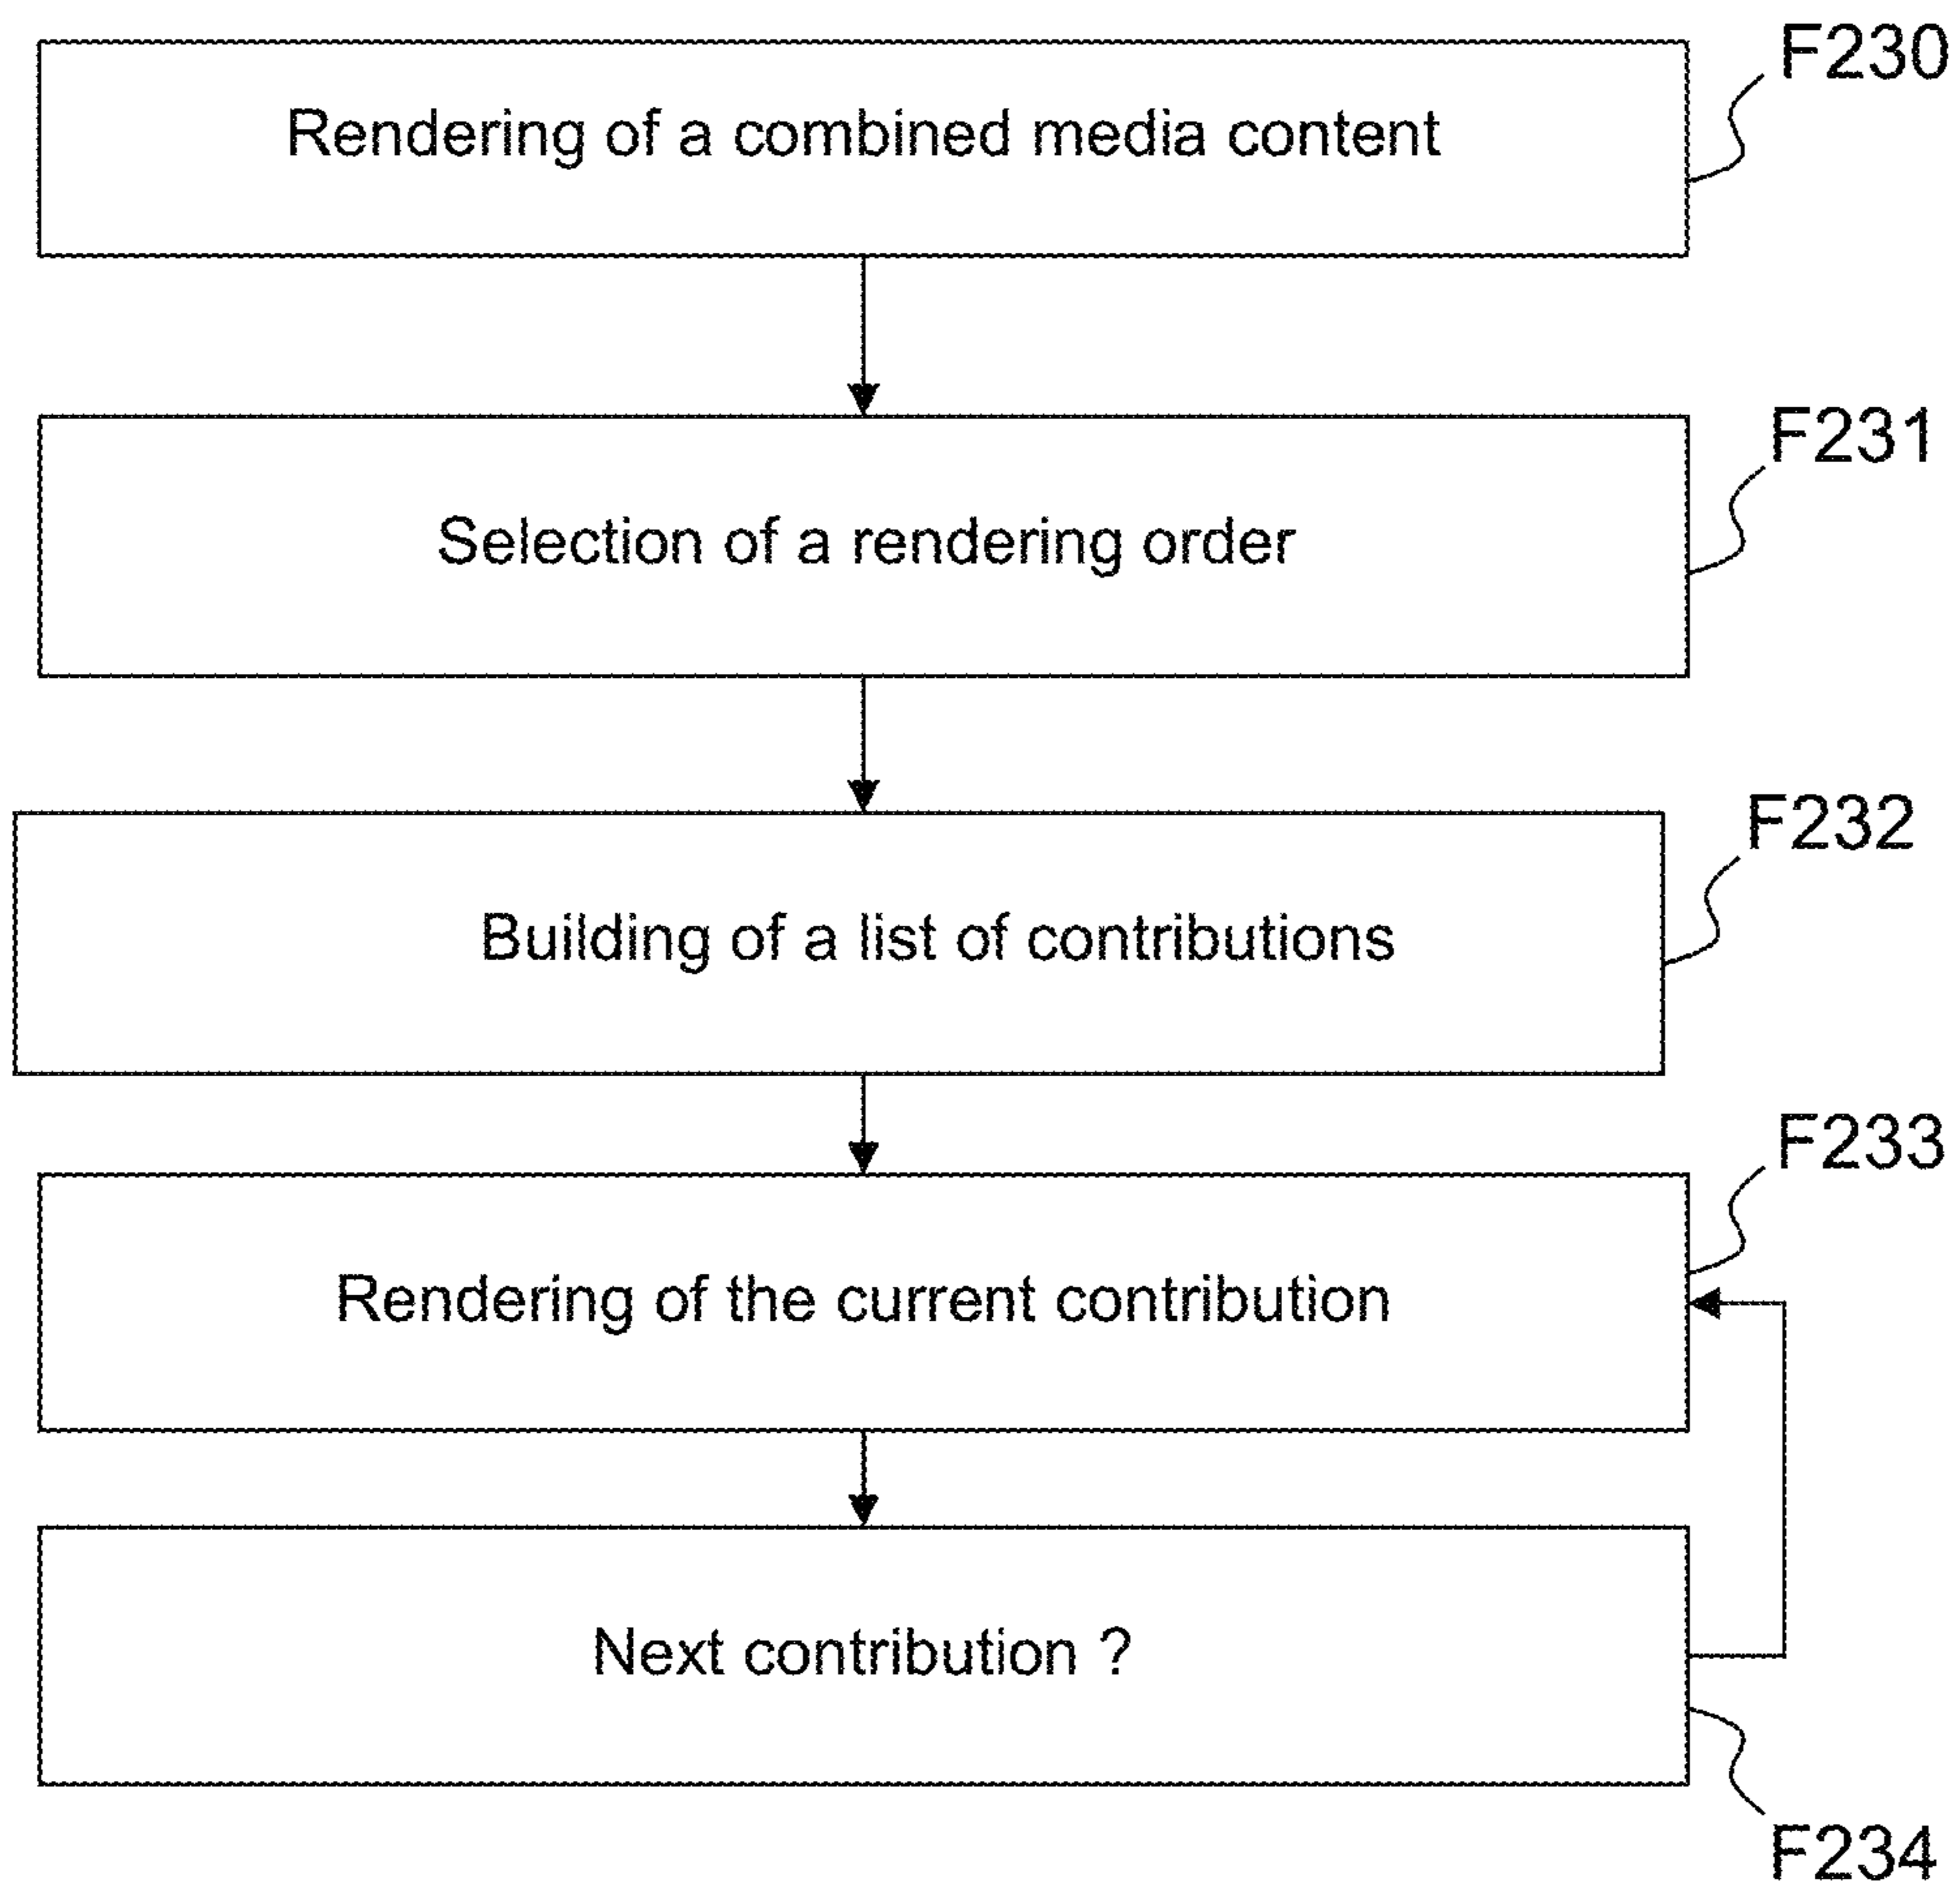 F230
Rendering of a combined media content
F231
Selection of a rendering order
F232
Building of a list of contributions
F233
Rendering of the current contribution
Next contribution ?
F234